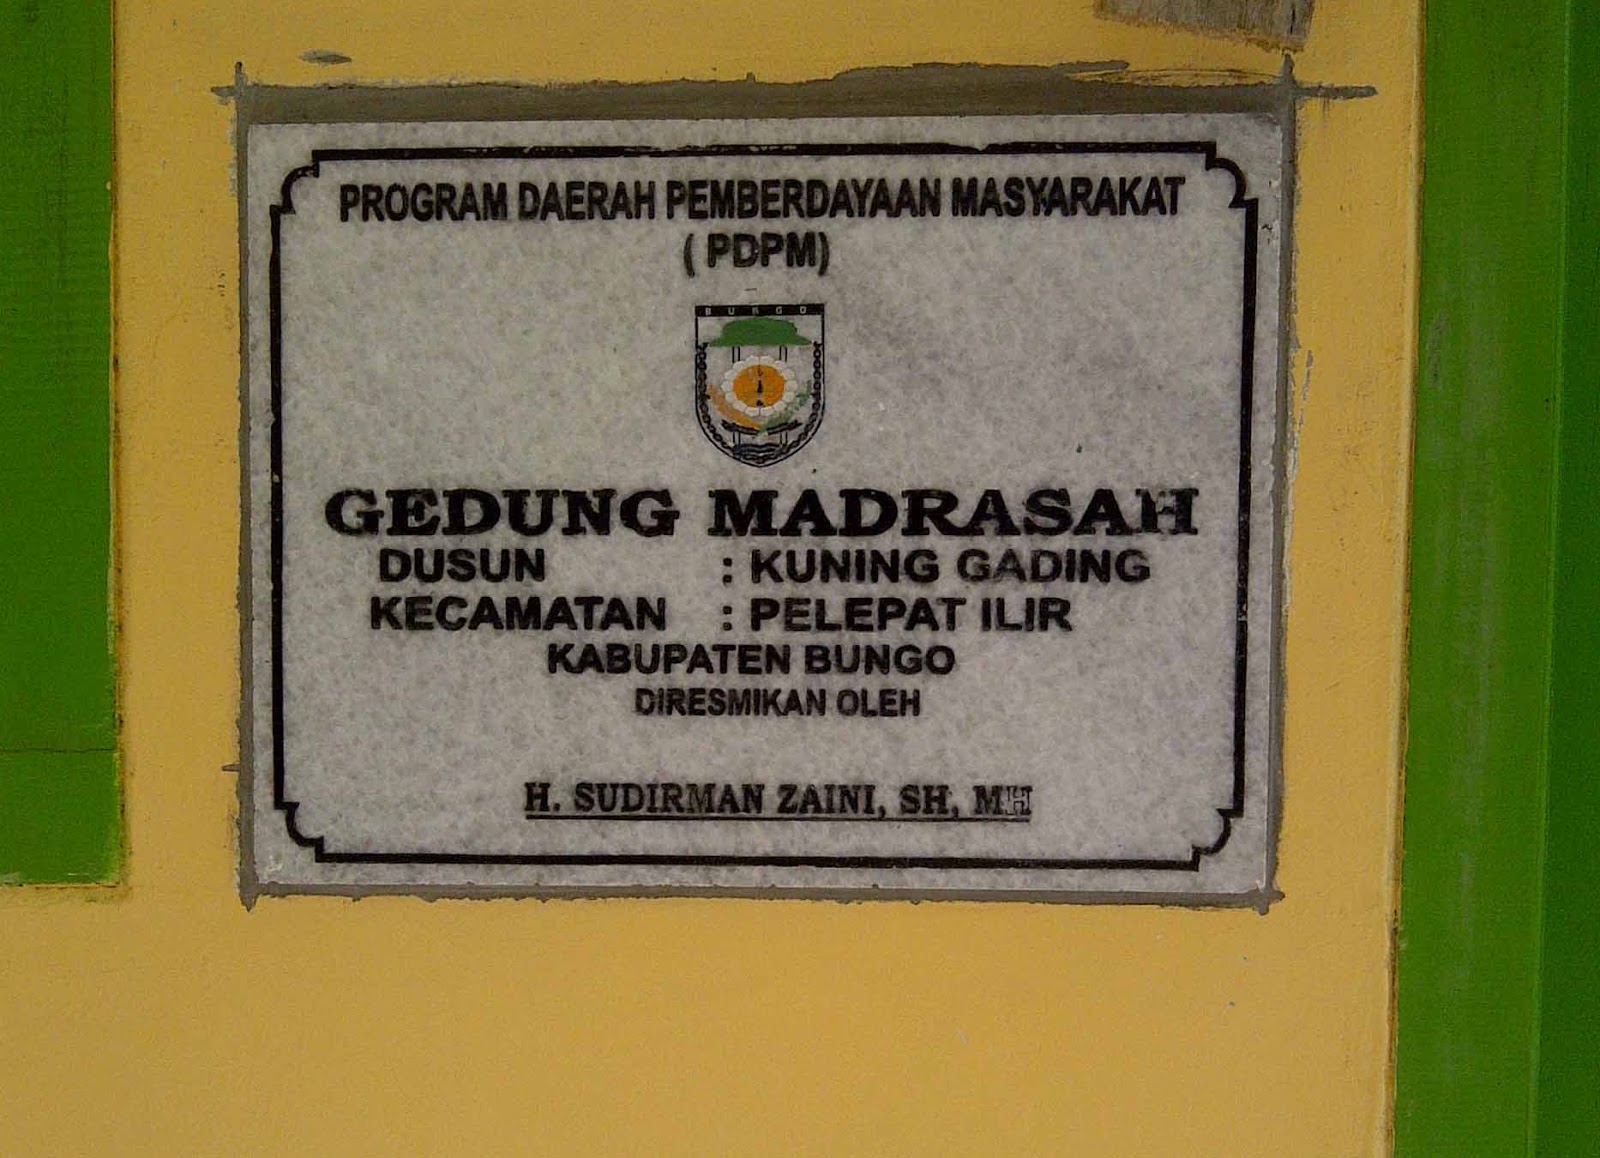 PROGRAM DAERAH PEMBERDAYAAN MASYARAKAT
( PDPM)
BUNGO
GEDUNG MADRASAH
DUSUN : KUNING GADING
KECAMATAN : PELEPAT ILIR
KABUPATEN BUNGO
DIRESMIKAN OLEH
H. SUDIRMAN ZAINI, SH, MH